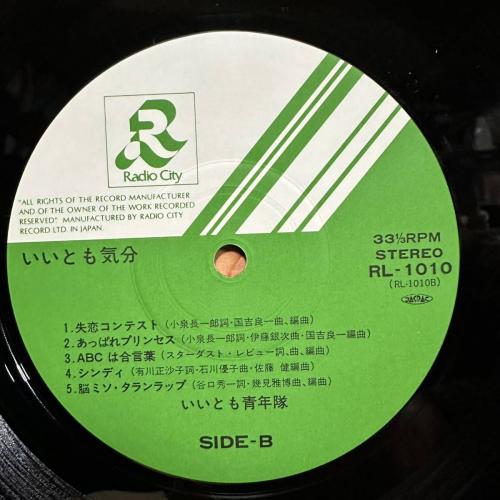 R
Radio City
"ALL RIGHTS OF THE RECORD MANUFACTURER
AND OF THE OWNER OF THE WORK RECORDED
RESERVED". MANUFACTURED BY RADIO CITY
RECORD LTD. IN JAPAN.
いいとも気分
33⅓RPM
STEREO
RL-1010
(RL-1010B)
JASRAC
1.失恋コンテスト(小泉長一郎詞・国吉良一曲、編曲)
2.あっぱれプリンセス(小泉長一郎詞・伊藤銀次曲・国吉良一編曲)
3.ABCは合言葉(スターダスト・レビュー詞、曲・国吉良一編曲)
4.シンディ(有川正沙子詞・石川優子曲・佐藤 健編曲)
5.脳ミソ・タランラップ(谷口秀一詞・幾見雅博曲、編曲)
いいとも青年隊
SIDE-B